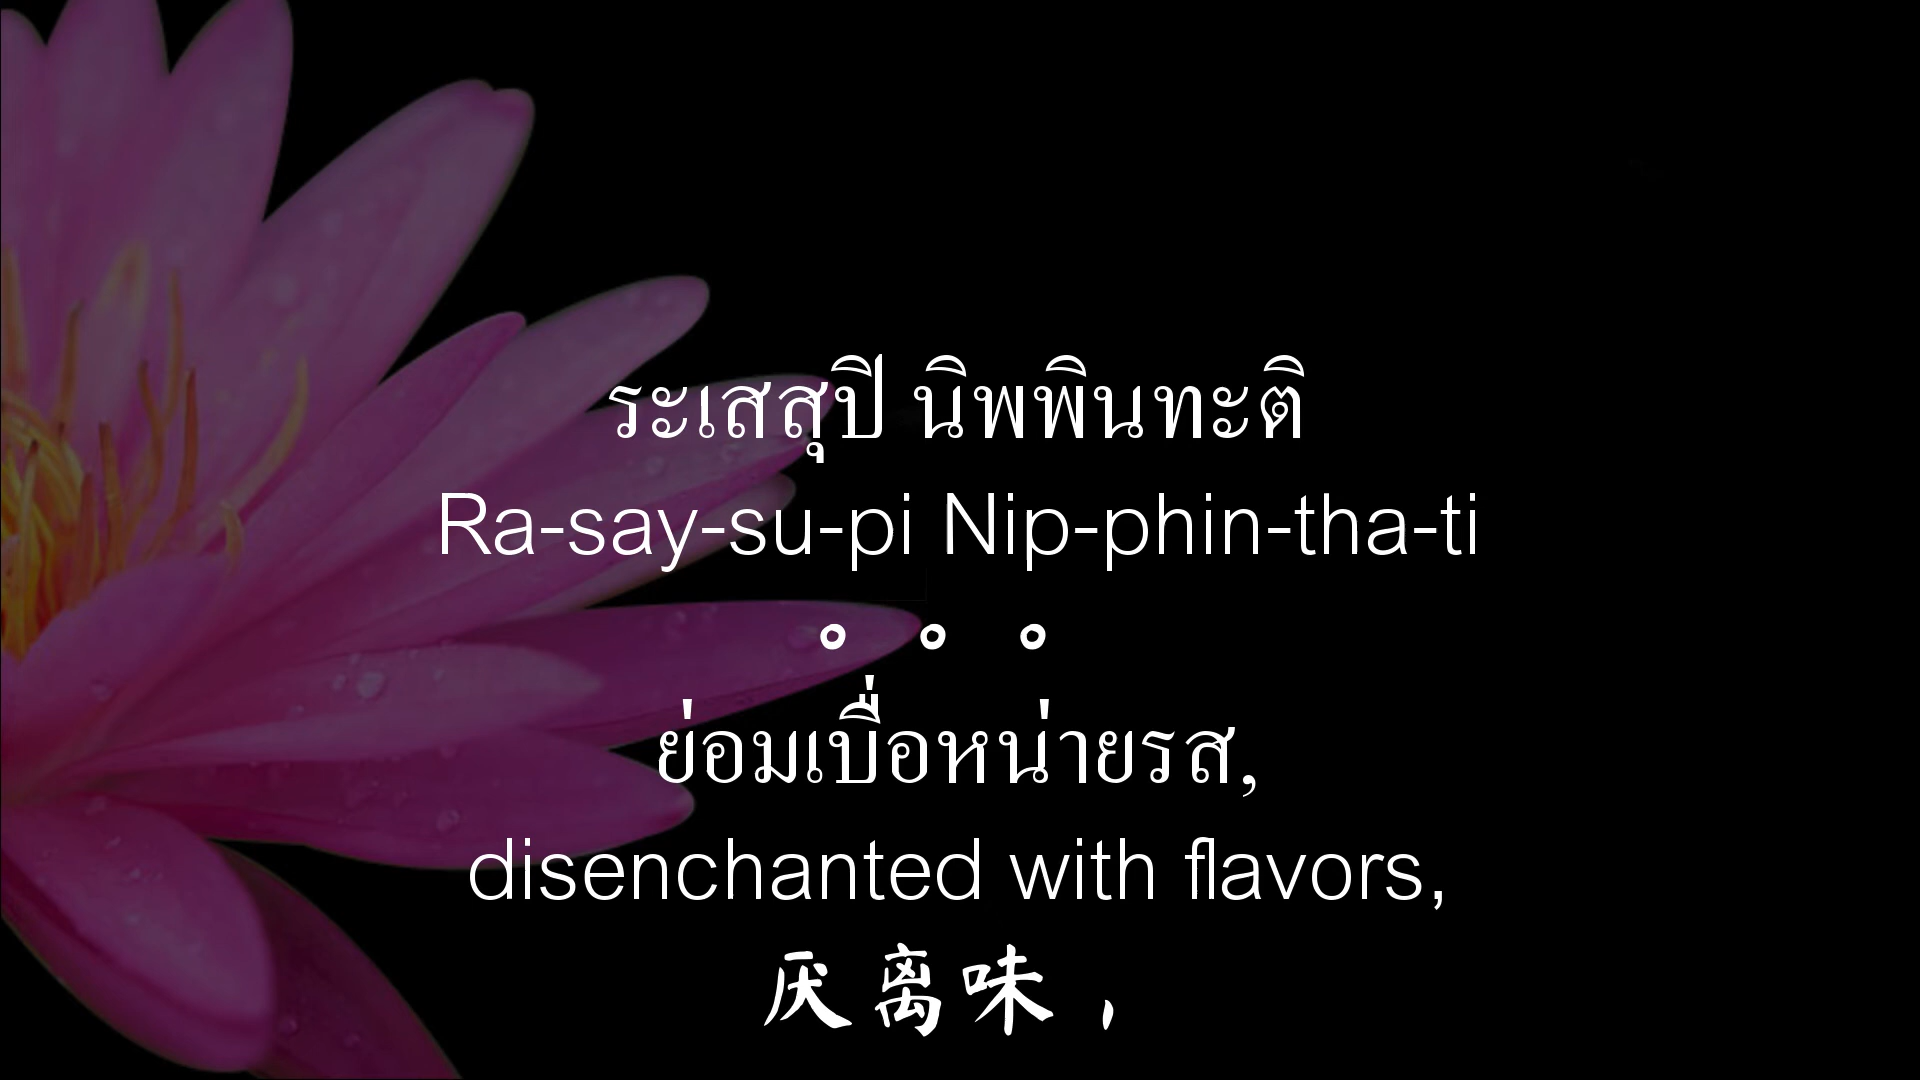 ระเสสุปิ นิพพินทะติ
Ra-say-su-pi Nip-phin-tha-ti
。。。
ย่อมเบื่อหน่ายรส,
disenchanted with flavors,
厌离味，